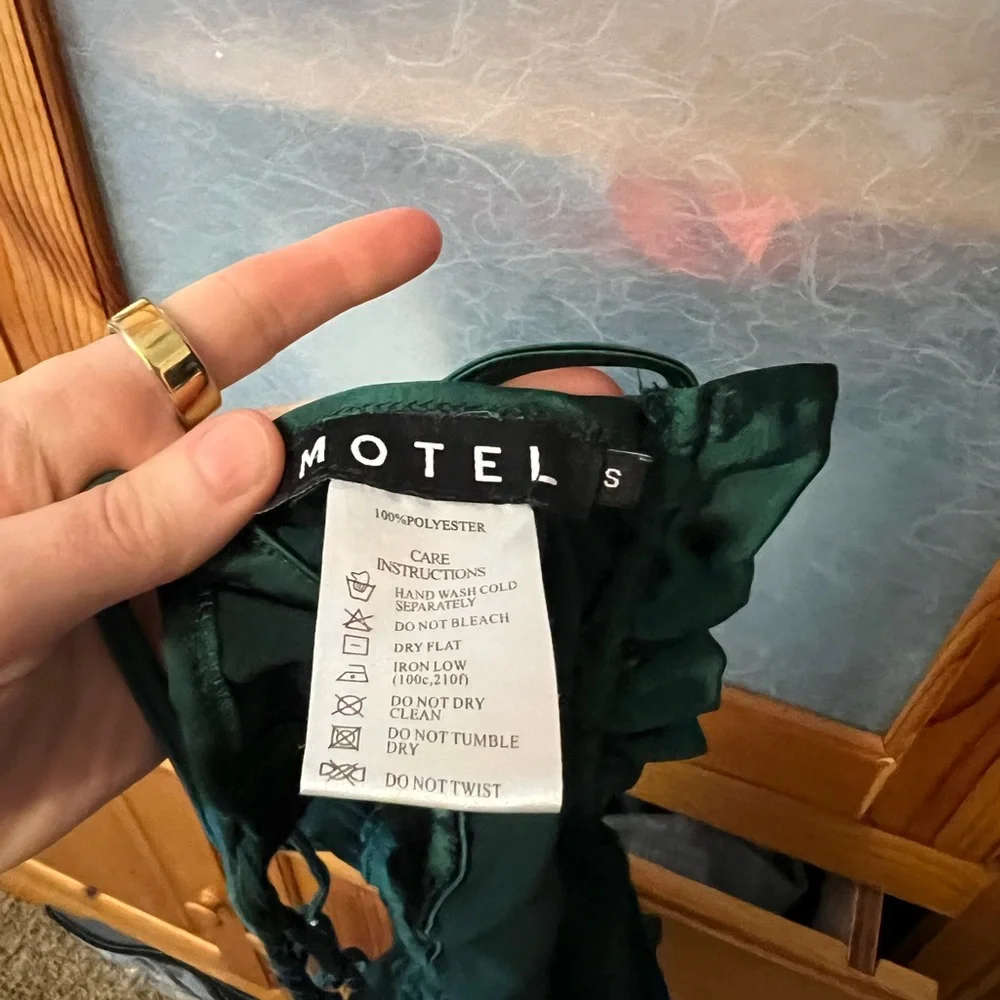 MOTEL
S
100%POLYESTER
CARE
INSTRUCTIONS
HAND WASH COLD
SEPARATELY
DO NOT BLEACH
DRY FLAT
IRON LOW
(100c,210f)
DO NOT DRY
CLEAN
DO NOT TUMBLE
DRY
DO NOT TWIST